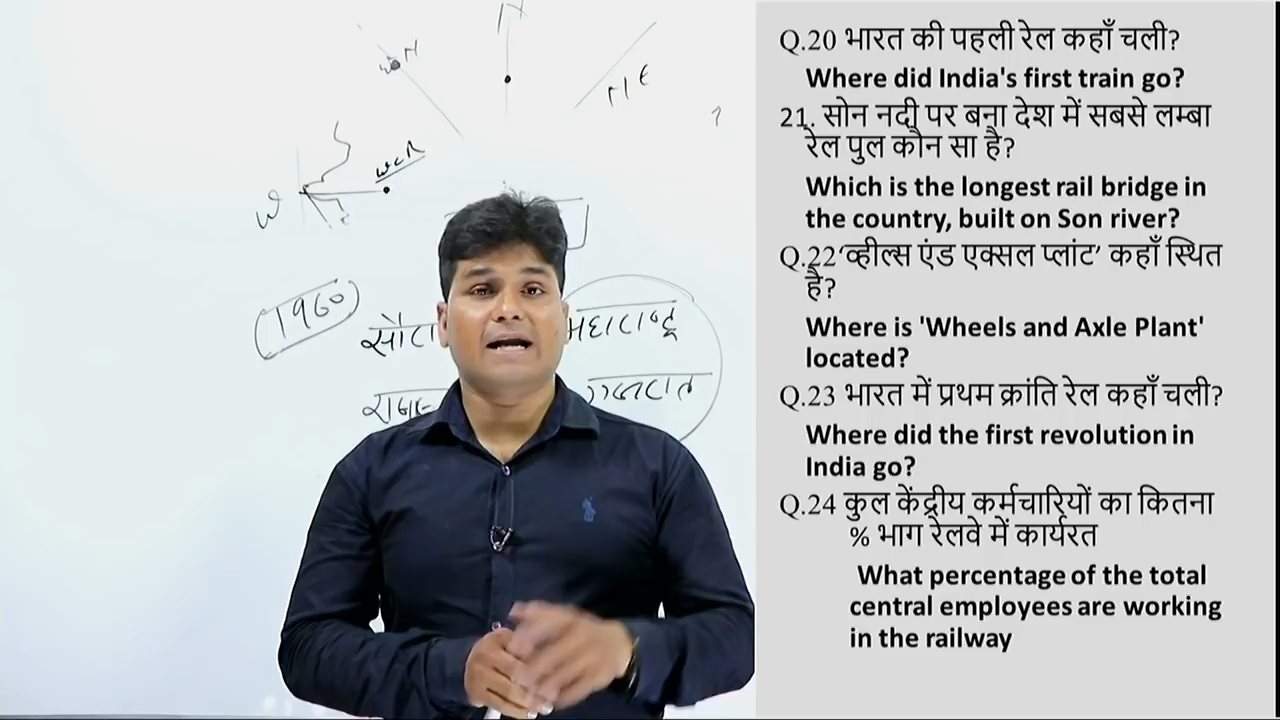 N
W N
N E
?
WCR
W
1960
सौरा
महाराष्ट्र
गुजरात
Q.20 भारत की पहली रेल कहाँ चली?
Where did India's first train go?
21. सोन नदी पर बना देश में सबसे लम्बा
रेल पुल कौन सा है?
Which is the longest rail bridge in
the country, built on Son river?
Q.22 ‘व्हील्स एंड एक्सल प्लांट’ कहाँ स्थित
है?
Where is 'Wheels and Axle Plant'
located?
Q.23 भारत में प्रथम क्रांति रेल कहाँ चली?
Where did the first revolution in
India go?
Q.24 कुल केंद्रीय कर्मचारियों का कितना
% भाग रेलवे में कार्यरत
What percentage of the total
central employees are working
in the railway